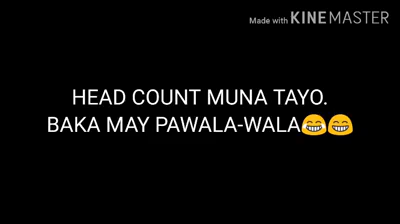 Made with KINEMASTER
HEAD COUNT MUNA TAYO.
BAKA MAY PAWALA-WALA😂😂